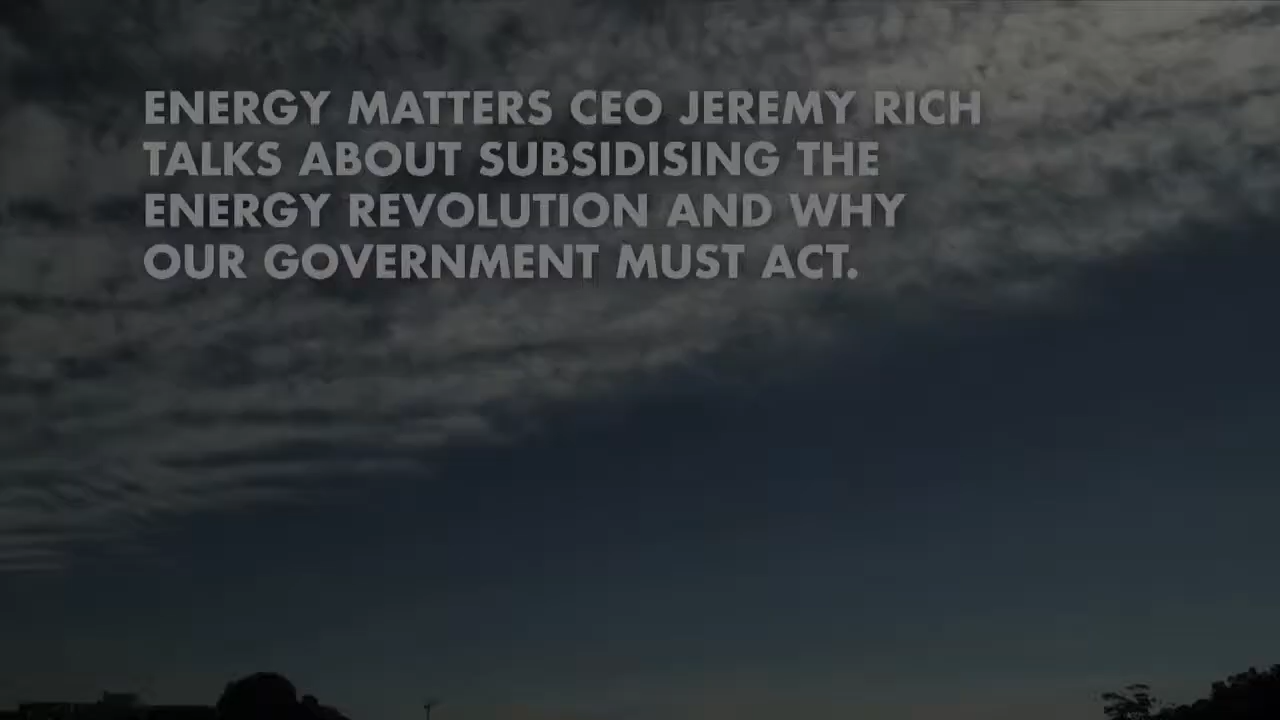 ENERGY MATTERS CEO JEREMY RICH
TALKS ABOUT SUBSIDISING THE
ENERGY REVOLUTION AND WHY
OUR GOVERNMENT MUST ACT.